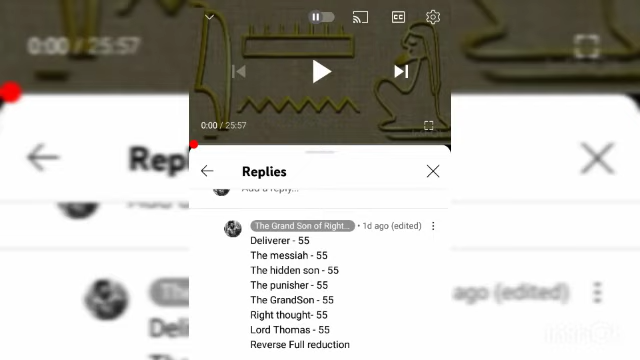 0:00 / 25:57
CC
0:00 / 25:57
Replies
Add a reply...
The Grand Son of Right... • 1d ago (edited)
Deliverer - 55
The messiah - 55
The hidden son - 55
The punisher - 55
The GrandSon- 55
Right thought- 55
Lord Thomas - 55
Reverse Full reduction
ago (edited)